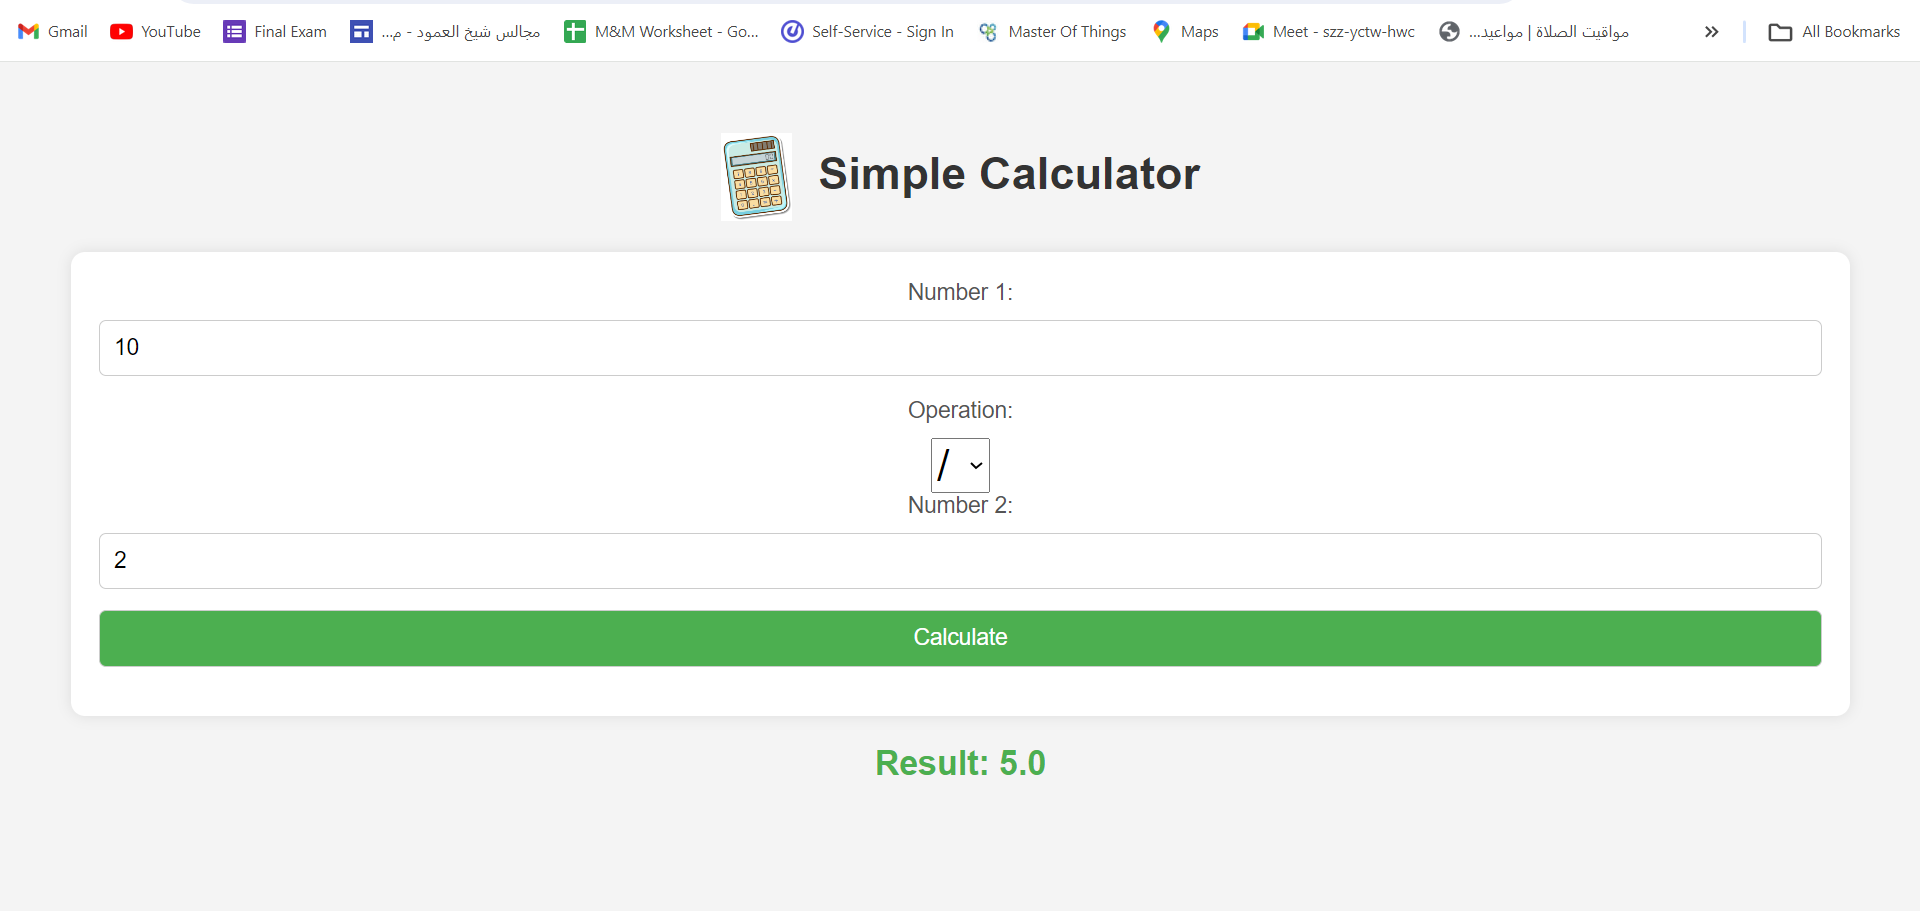 Gmail YouTube Final Exam مجالس شيخ العمود - م... M&M Worksheet - Go... Self-Service - Sign In Master Of Things Maps Meet - szz-yctw-hwc مواقيت الصلاة | مواعيد... » All Bookmarks
Simple Calculator
Number 1:
10
Operation:
/
Number 2:
2
Calculate
Result: 5.0